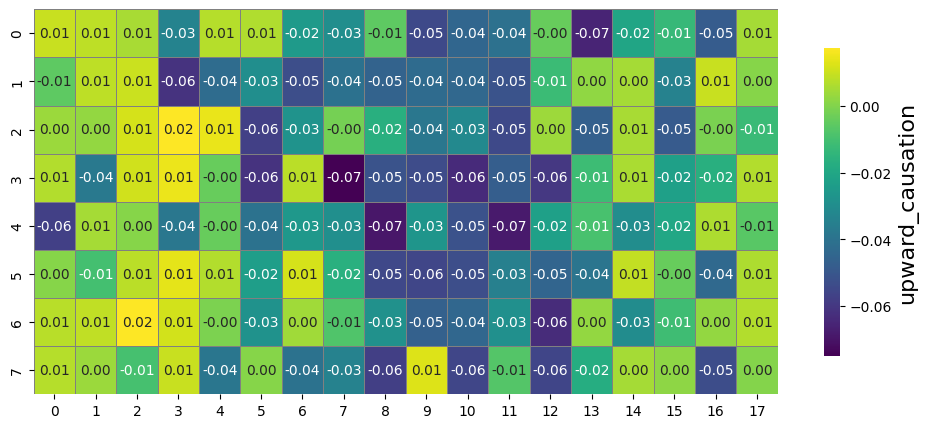 0 0.01 0.01 0.01 -0.03 0.01 0.01 -0.02 -0.03 -0.01 -0.05 -0.04 -0.04 -0.00 -0.07 -0.02 -0.01 -0.05 0.01
1 -0.01 0.01 0.01 -0.06 -0.04 -0.03 -0.05 -0.04 -0.05 -0.04 -0.04 -0.05 -0.01 0.00 0.00 -0.03 0.01 0.00
2 0.00 0.00 0.01 0.02 0.01 -0.06 -0.03 -0.00 -0.02 -0.04 -0.03 -0.05 0.00 -0.05 0.01 -0.05 -0.00 -0.01
3 0.01 -0.04 0.01 0.01 -0.00 -0.06 0.01 -0.07 -0.05 -0.05 -0.06 -0.05 -0.06 -0.01 0.01 -0.02 -0.02 0.01
4 -0.06 0.01 0.00 -0.04 -0.00 -0.04 -0.03 -0.03 -0.07 -0.03 -0.05 -0.07 -0.02 -0.01 -0.03 -0.02 0.01 -0.01
5 0.00 -0.01 0.01 0.01 0.01 -0.02 0.01 -0.02 -0.05 -0.06 -0.05 -0.03 -0.05 -0.04 0.01 -0.00 -0.04 0.01
6 0.01 0.01 0.02 0.01 -0.00 -0.03 0.00 -0.01 -0.03 -0.05 -0.04 -0.03 -0.06 0.00 -0.03 -0.01 0.00 0.01
7 0.01 0.00 -0.01 0.01 -0.04 0.00 -0.04 -0.03 -0.06 0.01 -0.06 -0.01 -0.06 -0.02 0.00 0.00 -0.05 0.00
0 1 2 3 4 5 6 7 8 9 10 11 12 13 14 15 16 17
0.00
−0.02
−0.04
−0.06
upward_causation